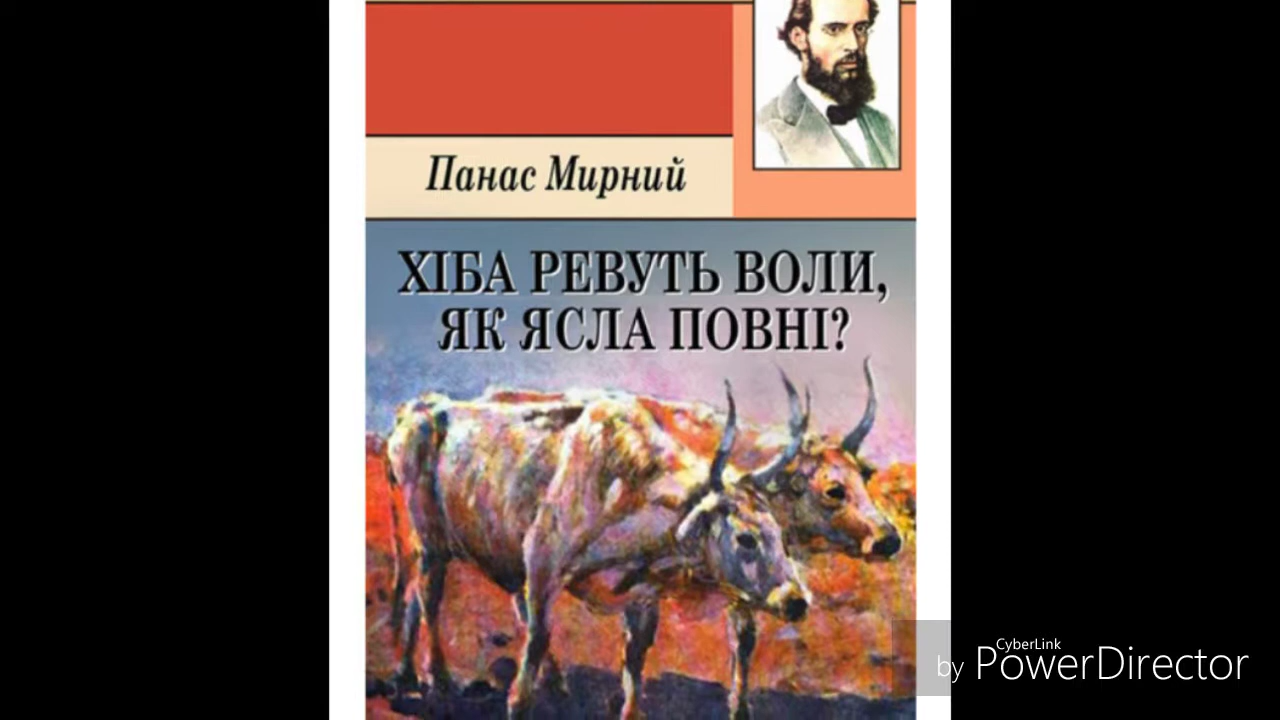 Панас Мирний
ХІБА РЕВУТЬ ВОЛИ,
ЯК ЯСЛА ПОВНІ?
CyberLink
by PowerDirector